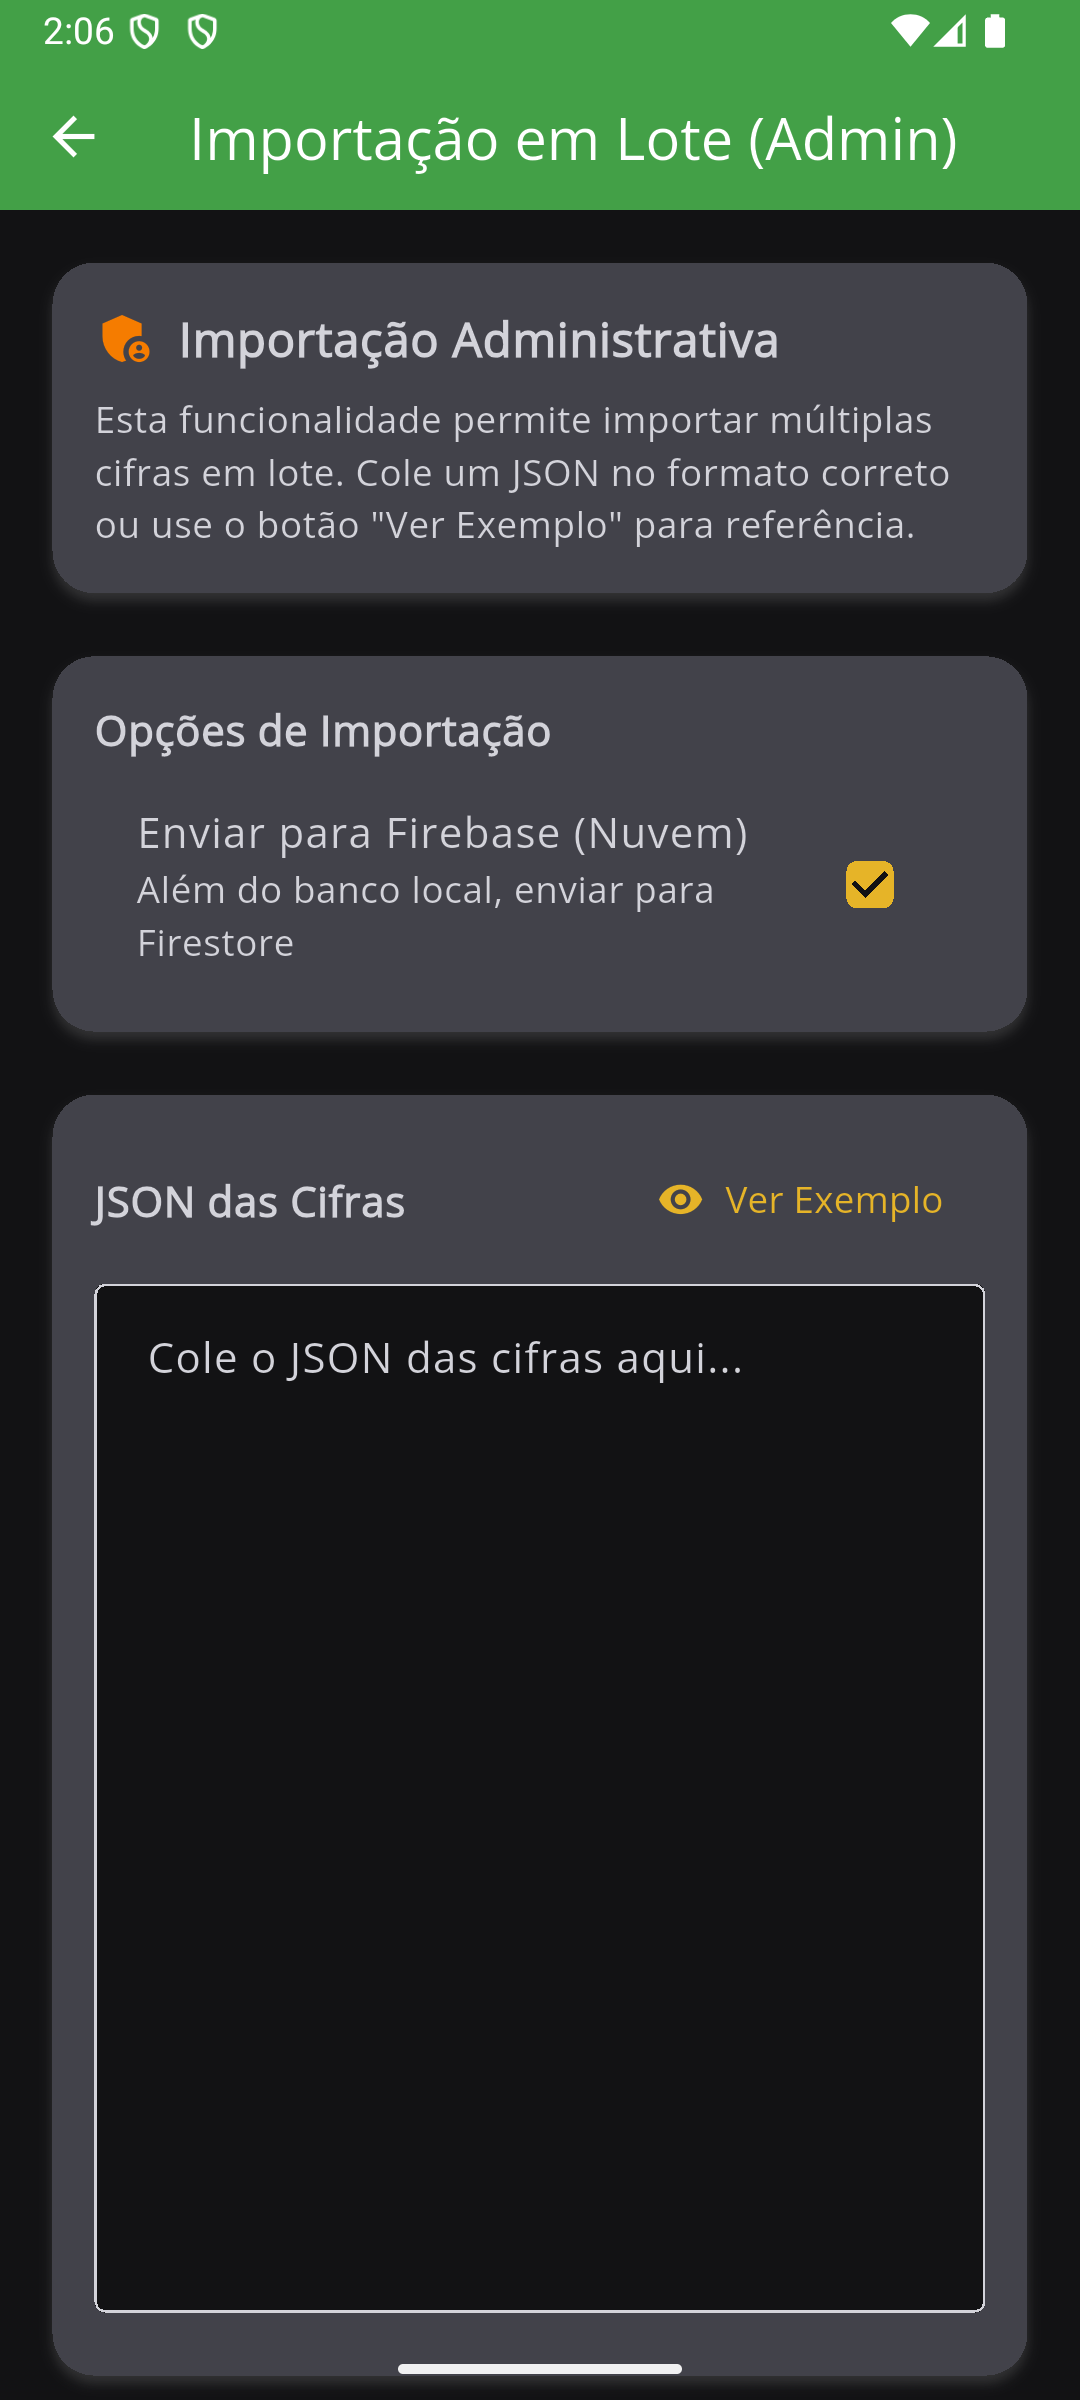 2:06
Importação em Lote (Admin)
Importação Administrativa
Esta funcionalidade permite importar múltiplas
cifras em lote. Cole um JSON no formato correto
ou use o botão "Ver Exemplo" para referência.
Opções de Importação
Enviar para Firebase (Nuvem)
Além do banco local, enviar para
Firestore
JSON das Cifras
Ver Exemplo
Cole o JSON das cifras aqui...